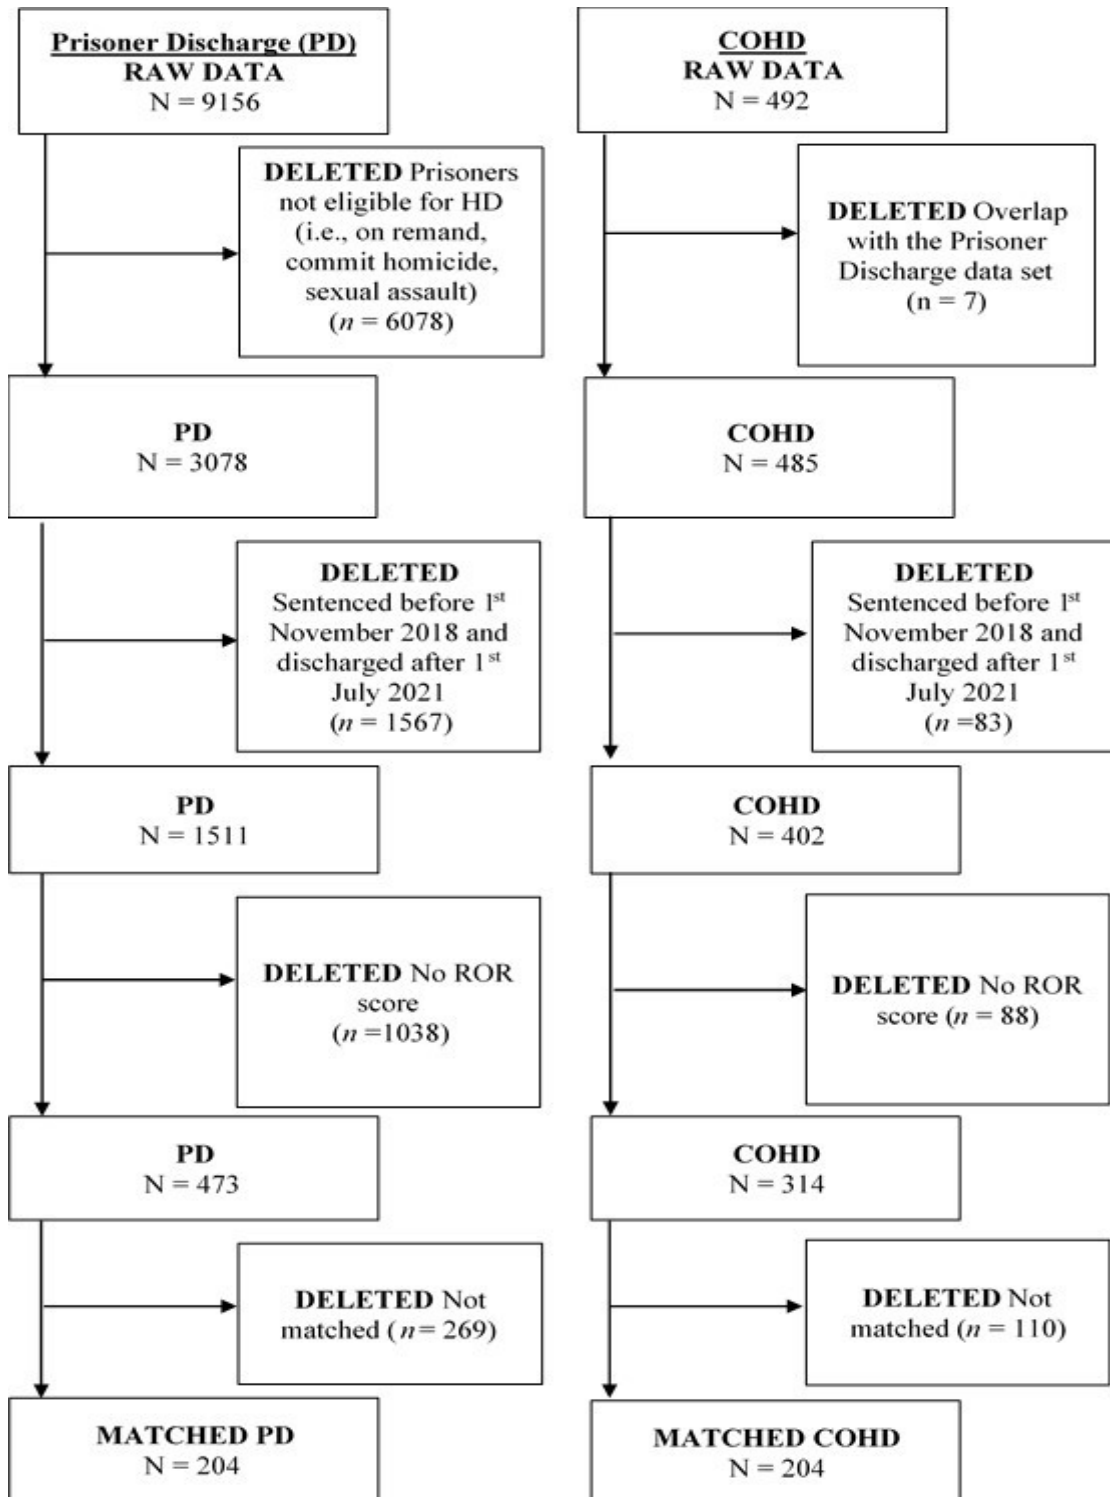 Prisoner Discharge (PD)
RAW DATA
N = 9156
DELETED Prisoners
not eligible for HD
(i.e., on remand,
commit homicide,
sexual assault)
(n = 6078)
PD
N = 3078
DELETED
Sentenced before 1st
November 2018 and
discharged after 1st
July 2021
(n = 1567)
PD
N = 1511
DELETED No ROR
score
(n =1038)
PD
N = 473
DELETED Not
matched ( n = 269)
MATCHED PD
N = 204
COHD
RAW DATA
N = 492
DELETED Overlap
with the Prisoner
Discharge data set
(n = 7)
COHD
N = 485
DELETED
Sentenced before 1st
November 2018 and
discharged after 1st
July 2021
(n =83)
COHD
N = 402
DELETED No ROR
score (n = 88)
COHD
N = 314
DELETED Not
matched (n = 110)
MATCHED COHD
N = 204